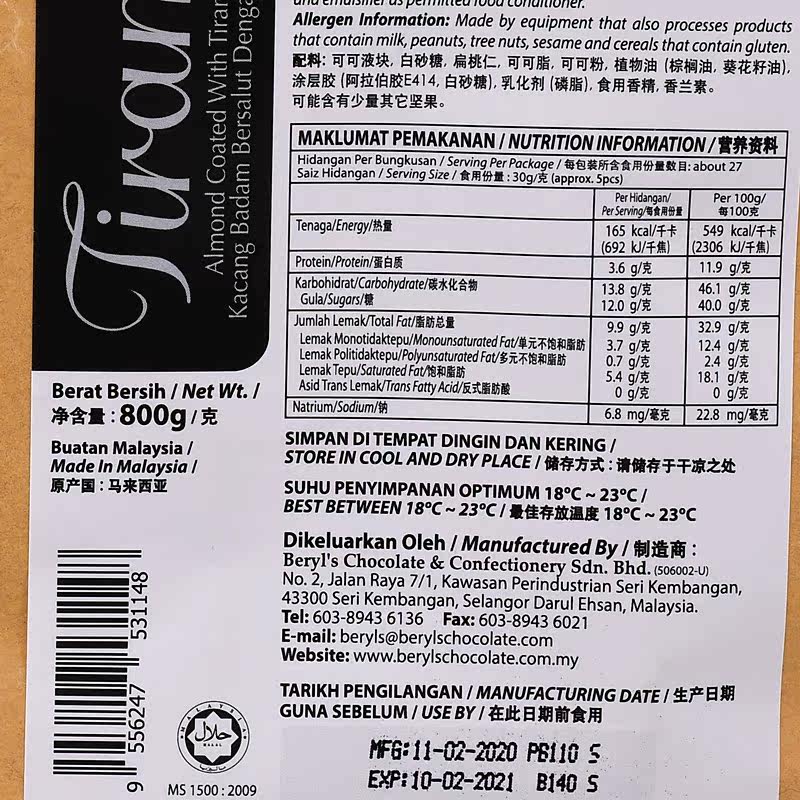 and emulsifier as permitted food conditioner.
Allergen Information: Made by equipment that also processes products
that contain milk, peanuts, tree nuts, sesame and cereals that contain gluten.
配料: 可可液块, 白砂糖, 扁桃仁, 可可脂, 可可粉, 植物油 (棕榈油, 葵花籽油),
涂层胶 (阿拉伯胶E414, 白砂糖), 乳化剂 (磷脂), 食用香精, 香兰素。
可能含有少量其它坚果。
MAKLUMAT PEMAKANAN / NUTRITION INFORMATION / 营养资料
Hidangan Per Bungkusan / Serving Per Package / 每包装所含食用份量数目: about 27
Saiz Hidangan / Serving Size / 食用份量 : 30g/克 (approx. 5pcs)
Per Hidangan/ Per 100g/
Per Serving/每食用份量 每100克
Tenaga/Energy/热量 165 kcal/千卡 549 kcal/千卡
(692 kJ/千焦) (2306 kJ/千焦)
Protein/Protein/蛋白质 3.6 g/克 11.9 g/克
Karbohidrat/Carbohydrate/碳水化合物 13.8 g/克 46.1 g/克
Gula/Sugars/糖 12.0 g/克 40.0 g/克
Jumlah Lemak/Total Fat/脂肪总量 9.9 g/克 32.9 g/克
Lemak Monotidaktepu/Monounsaturated Fat/单元不饱和脂肪 3.7 g/克 12.4 g/克
Lemak Politidaktepu/Polyunsaturated Fat/多元不饱和脂肪 0.7 g/克 2.4 g/克
Lemak Tepu/Saturated Fat/饱和脂肪 5.4 g/克 18.1 g/克
Asid Trans Lemak/Trans Fatty Acid/反式脂肪酸 0 g/克 0 g/克
Natrium/Sodium/钠 6.8 mg/毫克 22.8 mg/毫克
SIMPAN DI TEMPAT DINGIN DAN KERING /
STORE IN COOL AND DRY PLACE / 储存方式 : 请储存于干凉之处
SUHU PENYIMPANAN OPTIMUM 18°C ~ 23°C /
BEST BETWEEN 18°C ~ 23°C / 最佳存放温度 18°C ~ 23°C
Dikeluarkan Oleh / Manufactured By / 制造商 :
Beryl's Chocolate & Confectionery Sdn. Bhd. (506002-U)
No. 2, Jalan Raya 7/1, Kawasan Perindustrian Seri Kembangan,
43300 Seri Kembangan, Selangor Darul Ehsan, Malaysia.
Tel: 603-8943 6136 Fax: 603-8943 6021
E-mail: beryls@berylschocolate.com
Website: www.berylschocolate.com.my
TARIKH PENGILANGAN / MANUFACTURING DATE / 生产日期
GUNA SEBELUM / USE BY / 在此日期前食用
MFG:11-02-2020 PB110 S
EXP:10-02-2021 B140 S
Tiram
Almond Coated With Tiram
Kacang Badam Bersalut Denga
Berat Bersih / Net Wt. /
净含量 : 800g / 克
Buatan Malaysia /
Made In Malaysia /
原产国 : 马来西亚
9 556247 531148
MALAYSIA
حلال
HALAL
ماليزيا
MS 1500 : 2009